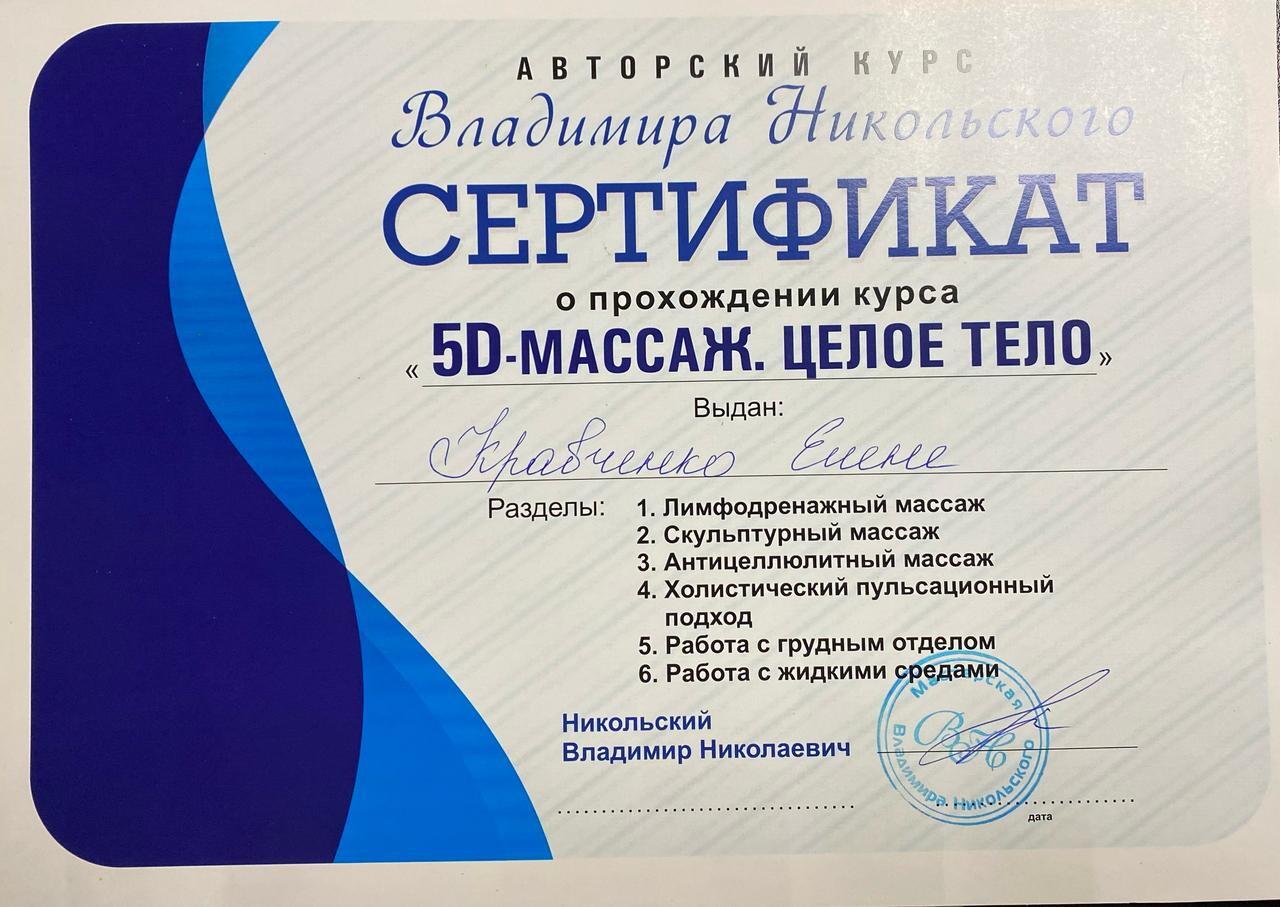 АВТОРСКИЙ КУРС
Владимира Никольского
СЕРТИФИКАТ
о прохождении курса
« 5D-МАССАЖ. ЦЕЛОЕ ТЕЛО »
Выдан:
Кравченко Елене
Разделы: 1. Лимфодренажный массаж
2. Скульптурный массаж
3. Антицеллюлитный массаж
4. Холистический пульсационный
подход
5. Работа с грудным отделом
6. Работа с жидкими средами
Мастерская
ВН
Владимира Никольского
Никольский
Владимир Николаевич
дата